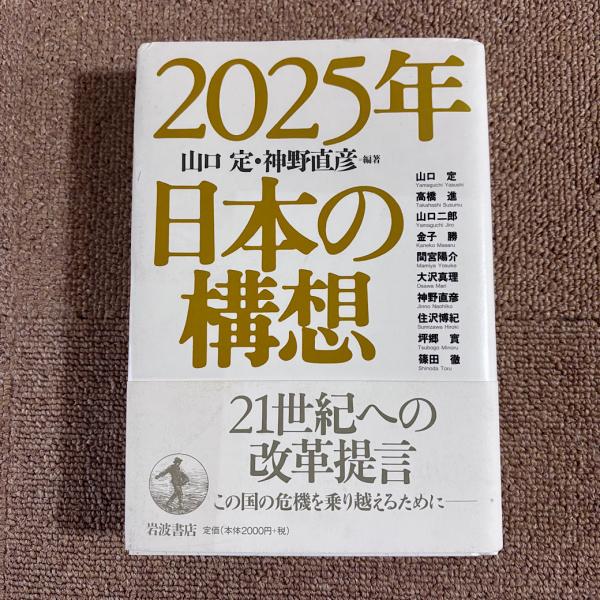 2025年
山口 定・神野直彦=編著
日本の
構想
山口 定
Yamaguchi Yasushi
高橋 進
Takahashi Susumu
山口二郎
Yamaguchi Jiro
金子 勝
Kaneko Masaru
間宮陽介
Mamiya Yosuke
大沢真理
Osawa Mari
神野直彦
Jinno Naohiko
住沢博紀
Sumizawa Hiroki
坪郷 實
Tsubogo Minoru
篠田 徹
Shinoda Toru
21世紀への
改革提言
この国の危機を乗り越えるために――
岩波書店 定価(本体2000円+税)